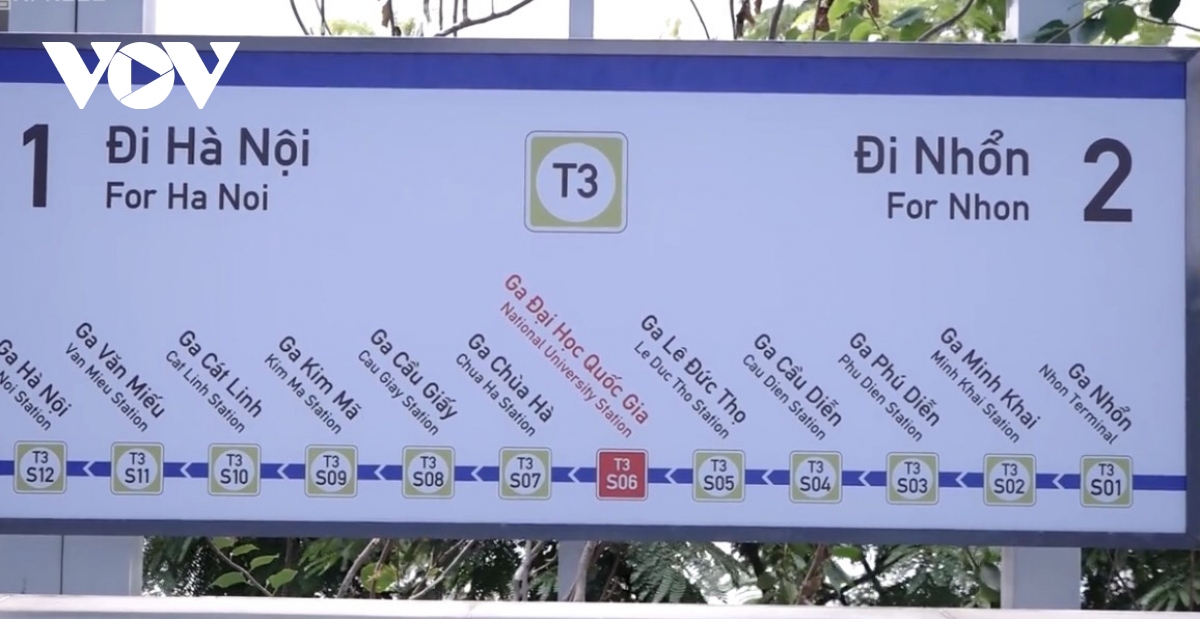 VOV
1
Đi Hà Nội
For Ha Noi
T3
Đi Nhổn
For Nhon
2
Ga Hà Nội
Noi Station
Ga Văn Miếu
Van Mieu Station
Ga Cát Linh
Cat Linh Station
Ga Kim Mã
Kim Ma Station
Ga Cầu Giấy
Cau Giay Station
Ga Chùa Hà
Chua Ha Station
Ga Đại Học Quốc Gia
National University Station
Ga Lê Đức Thọ
Le Duc Tho Station
Ga Cầu Diễn
Cau Dien Station
Ga Phú Diễn
Phu Dien Station
Ga Minh Khai
Minh Khai Station
Ga Nhổn
Nhon Terminal
T3 S12
T3 S11
T3 S10
T3 S09
T3 S08
T3 S07
T3 S06
T3 S05
T3 S04
T3 S03
T3 S02
T3 S01